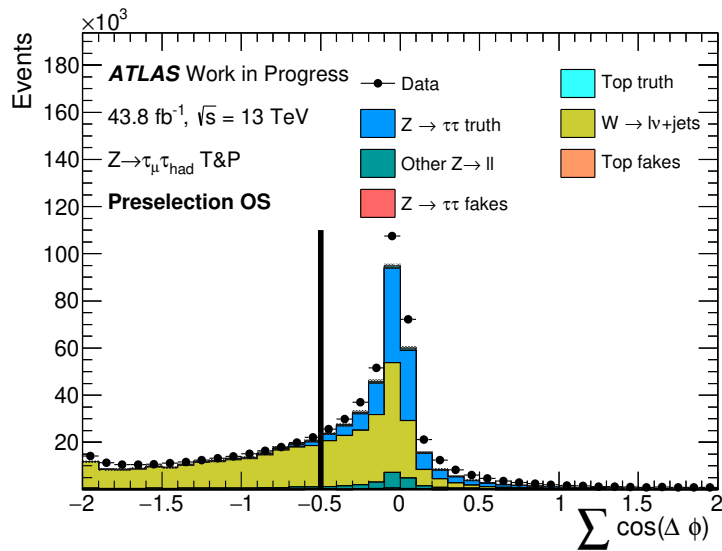 ×10³
Events
180
160
140
120
100
80
60
40
20
ATLAS Work in Progress
43.8 fb⁻¹, √s = 13 TeV
Z→τ_μτ_had T&P
Preselection OS
Data
Z → ττ truth
Other Z→ ll
Z → ττ fakes
Top truth
W → lν+jets
Top fakes
−2 −1.5 −1 −0.5 0 0.5 1 1.5 2
∑ cos(Δ ϕ)